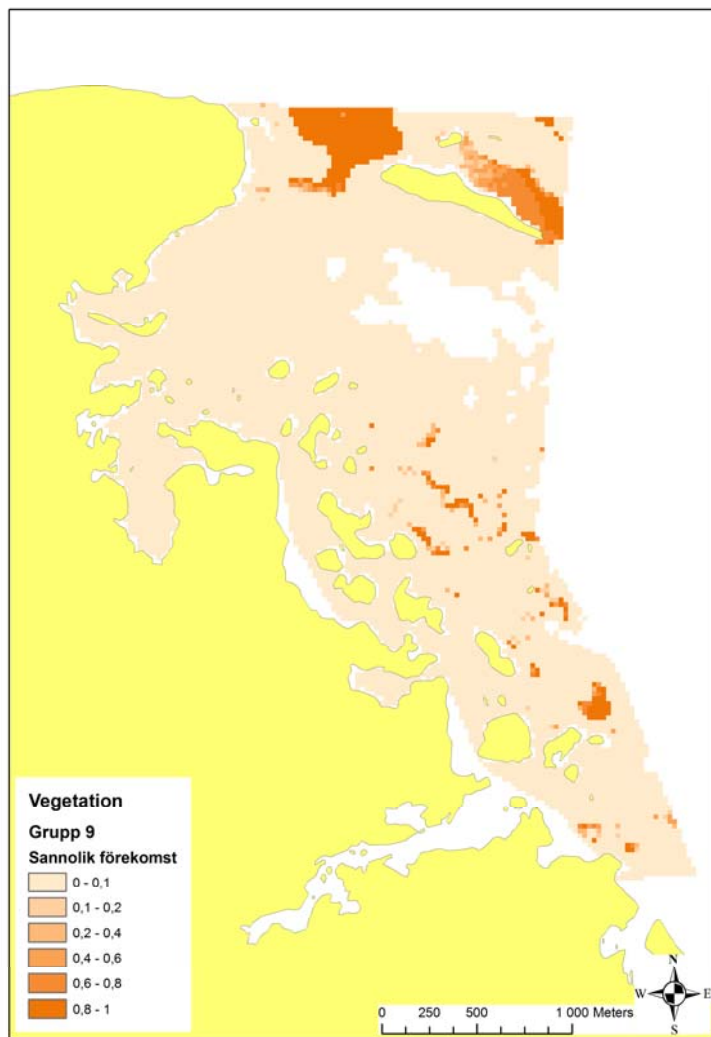 Vegetation
Grupp 9
Sannolik förekomst
0 - 0,1
0,1 - 0,2
0,2 - 0,4
0,4 - 0,6
0,6 - 0,8
0,8 - 1
N
W E
S
0 250 500 1 000 Meters